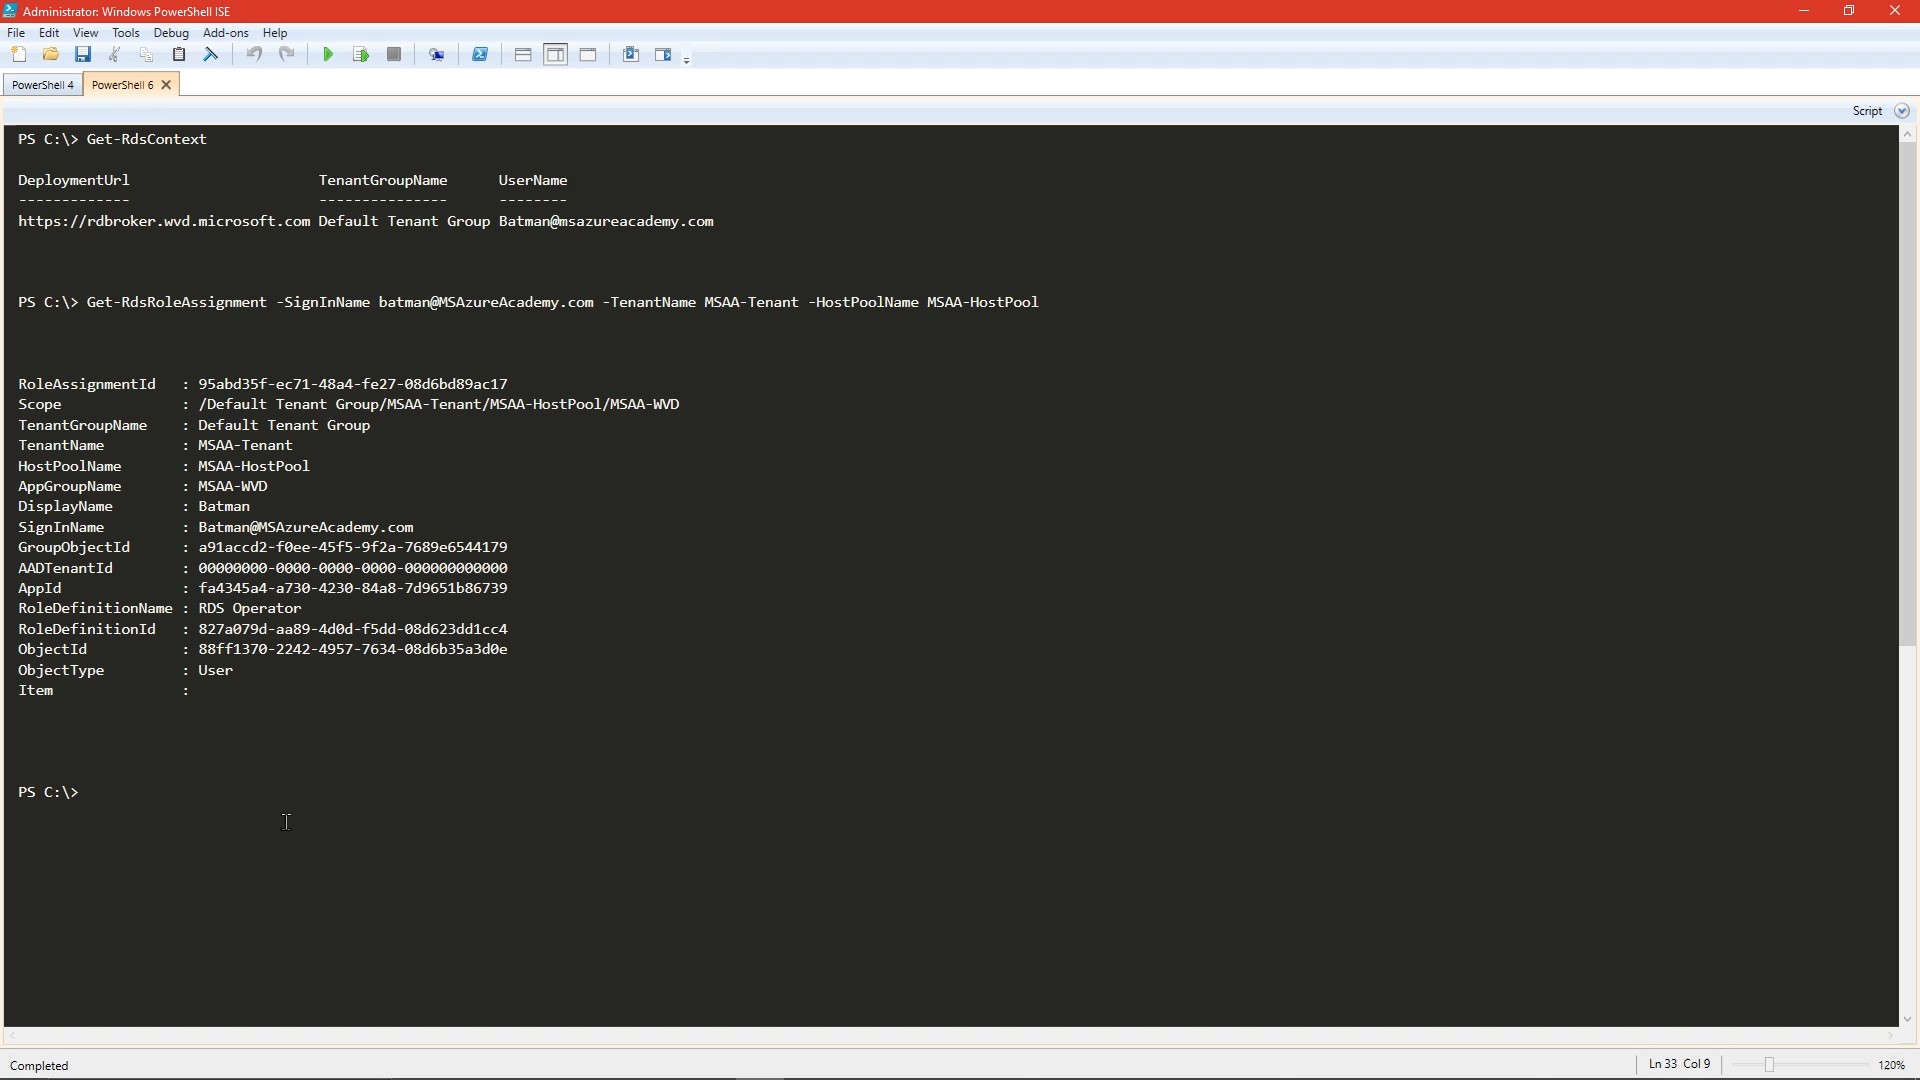 Administrator: Windows PowerShell ISE
File Edit View Tools Debug Add-ons Help
PowerShell 4 PowerShell 6
Script
PS C:\> Get-RdsContext
DeploymentUrl TenantGroupName UserName
------------- --------------- --------
https://rdbroker.wvd.microsoft.com Default Tenant Group Batman@msazureacademy.com
PS C:\> Get-RdsRoleAssignment -SignInName batman@MSAzureAcademy.com -TenantName MSAA-Tenant -HostPoolName MSAA-HostPool
RoleAssignmentId : 95abd35f-ec71-48a4-fe27-08d6bd89ac17
Scope : /Default Tenant Group/MSAA-Tenant/MSAA-HostPool/MSAA-WVD
TenantGroupName : Default Tenant Group
TenantName : MSAA-Tenant
HostPoolName : MSAA-HostPool
AppGroupName : MSAA-WVD
DisplayName : Batman
SignInName : Batman@MSAzureAcademy.com
GroupObjectId : a91accd2-f0ee-45f5-9f2a-7689e6544179
AADTenantId : 00000000-0000-0000-0000-000000000000
AppId : fa4345a4-a730-4230-84a8-7d9651b86739
RoleDefinitionName : RDS Operator
RoleDefinitionId : 827a079d-aa89-4d0d-f5dd-08d623dd1cc4
ObjectId : 88ff1370-2242-4957-7634-08d6b35a3d0e
ObjectType : User
Item :
PS C:\>
Completed Ln 33 Col 9 120%